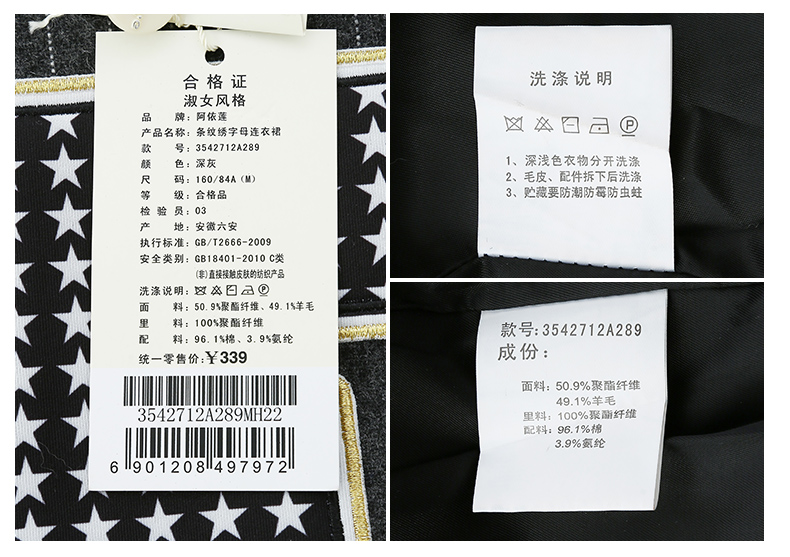 合格证
淑女风格
品 牌：阿依莲
产品名称：条纹绣字母连衣裙
款 号：3542712A289
颜 色：深灰
尺 码：160/84A（M）
等 级：合格品
检 验 员：03
产 地：安徽六安
执行标准：GB/T2666-2009
安全类别：GB18401-2010 C类
(非)直接接触皮肤的纺织产品
洗涤说明：
面 料：50.9%聚酯纤维、49.1%羊毛
里 料：100%聚酯纤维
配 料：96.1%棉、3.9%氨纶
统一零售价:￥339
3542712A289MH22
6 901208 497972
洗涤说明
P
1、深浅色衣物分开洗涤
2、毛皮、配件拆下后洗涤
3、贮藏要防潮防霉防虫蛀
款号:3542712A289
成份：
面料：50.9%聚酯纤维
49.1%羊毛
里料：100%聚酯纤维
配料：96.1%棉
3.9%氨纶